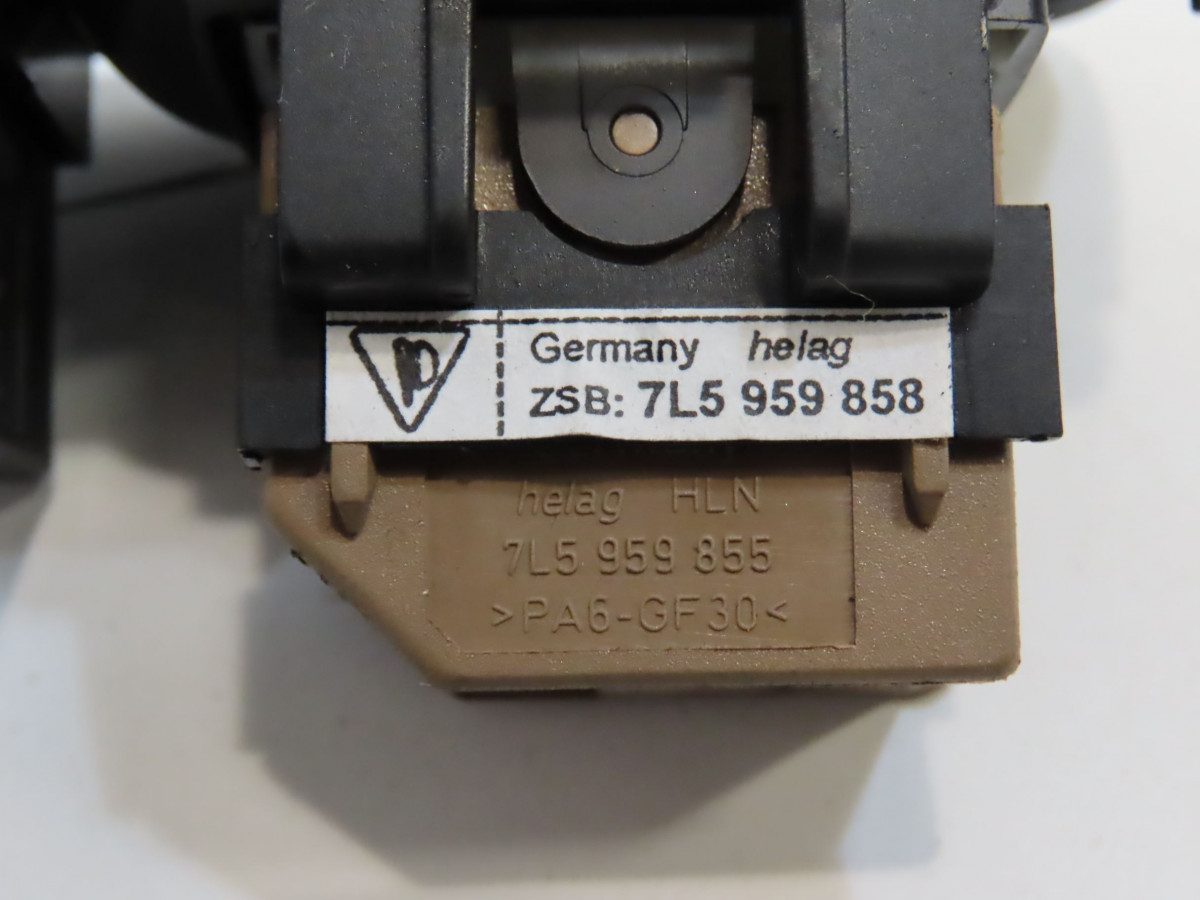 Germany helag
ZSB: 7L5 959 858
helag HLN
7L5 959 855
>PA6-GF30<